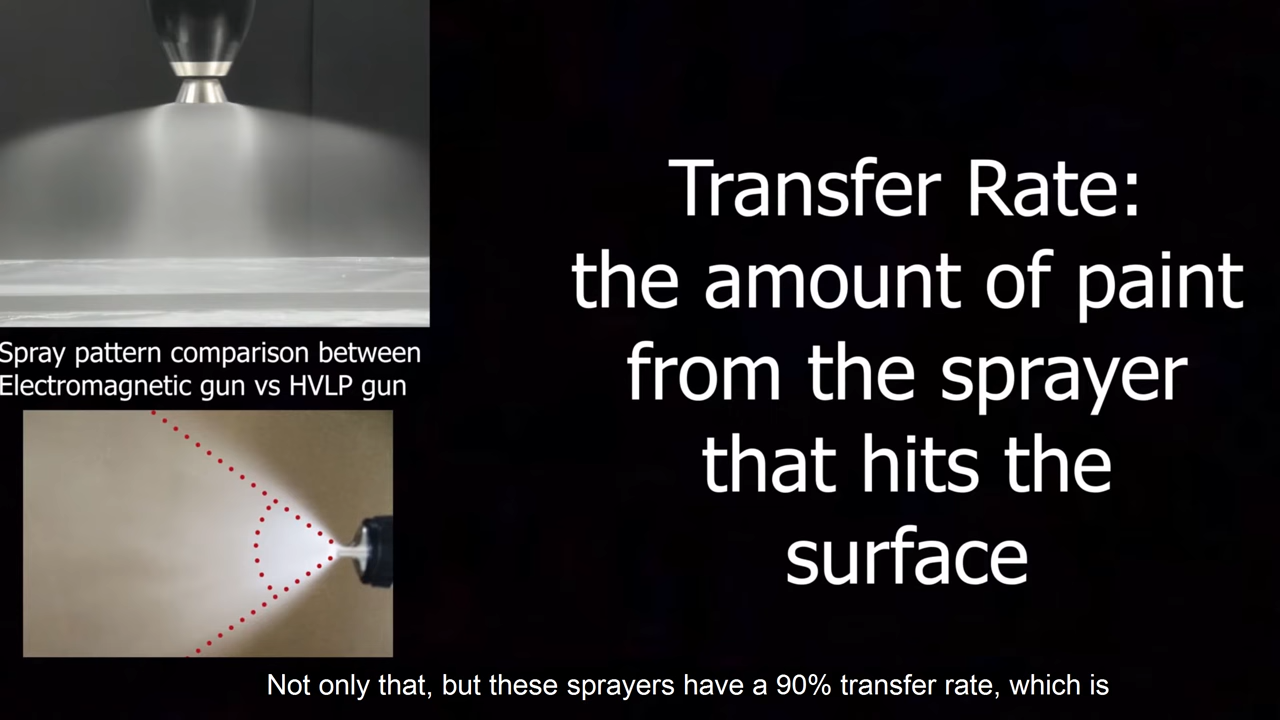 Transfer Rate:
the amount of paint
from the sprayer
that hits the
surface
Spray pattern comparison between
Electromagnetic gun vs HVLP gun
Not only that, but these sprayers have a 90% transfer rate, which is